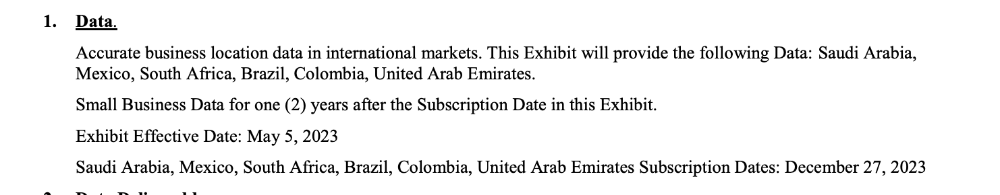 1. Data.
Accurate business location data in international markets. This Exhibit will provide the following Data: Saudi Arabia,
Mexico, South Africa, Brazil, Colombia, United Arab Emirates.
Small Business Data for one (2) years after the Subscription Date in this Exhibit.
Exhibit Effective Date: May 5, 2023
Saudi Arabia, Mexico, South Africa, Brazil, Colombia, United Arab Emirates Subscription Dates: December 27, 2023